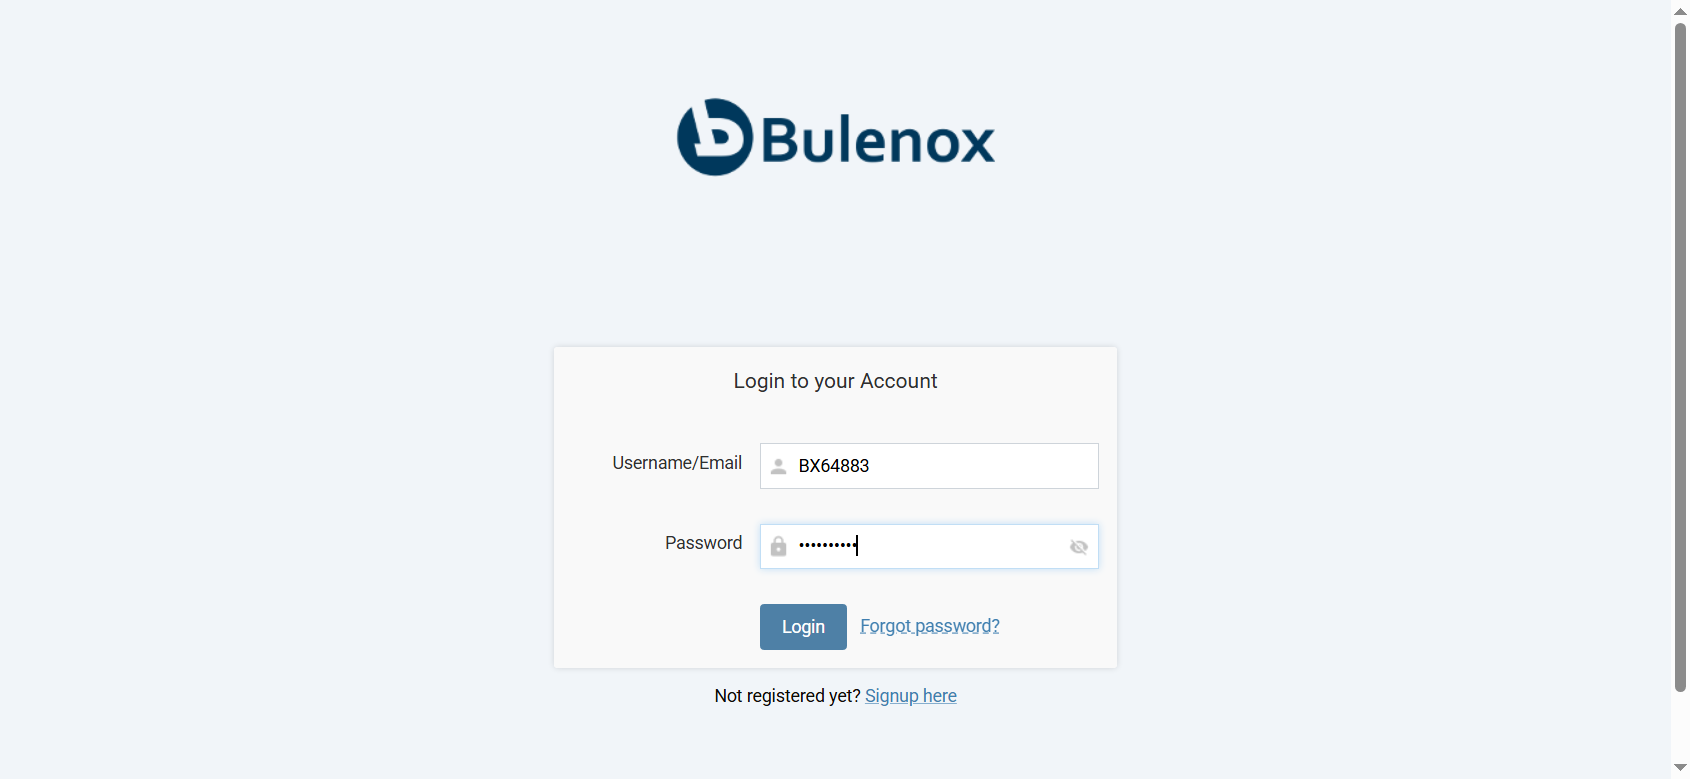 Bulenox
Login to your Account
Username/Email
BX64883
Password
••••••••••
Login
Forgot password?
Not registered yet? Signup here